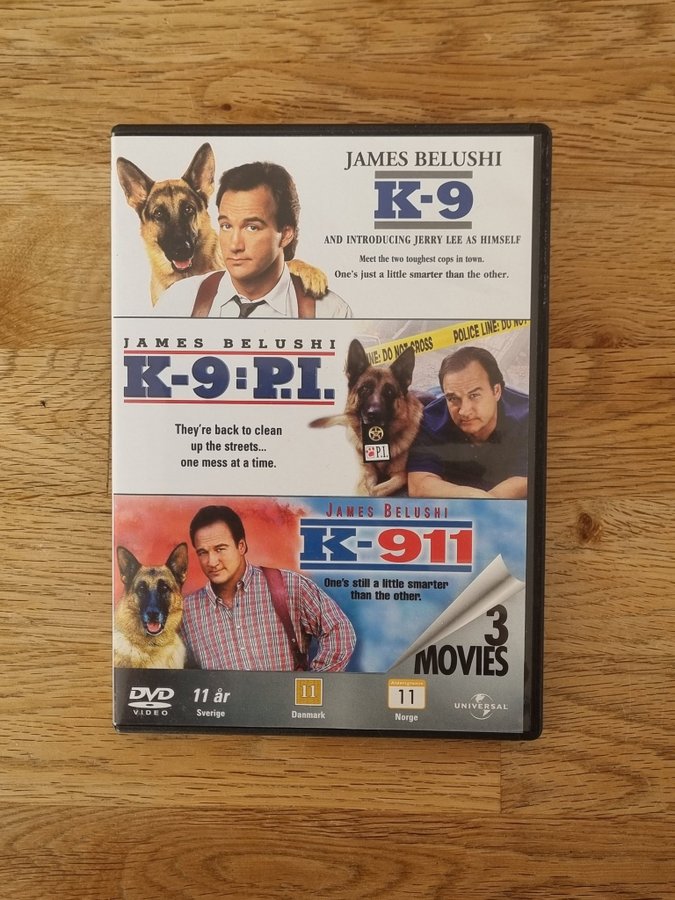 JAMES BELUSHI
K-9
AND INTRODUCING JERRY LEE AS HIMSELF
Meet the two toughest cops in town.
One's just a little smarter than the other.
JAMES BELUSHI
K-9:P.I.
They're back to clean
up the streets...
one mess at a time.
NE: DO NOT CROSS
POLICE LINE: DO NOT
P.I.
JAMES BELUSHI
K-911
One's still a little smarter
than the other.
3
MOVIES
DVD
VIDEO
11 år
Sverige
11
Danmark
Aldersgrense
11
Norge
UNIVERSAL